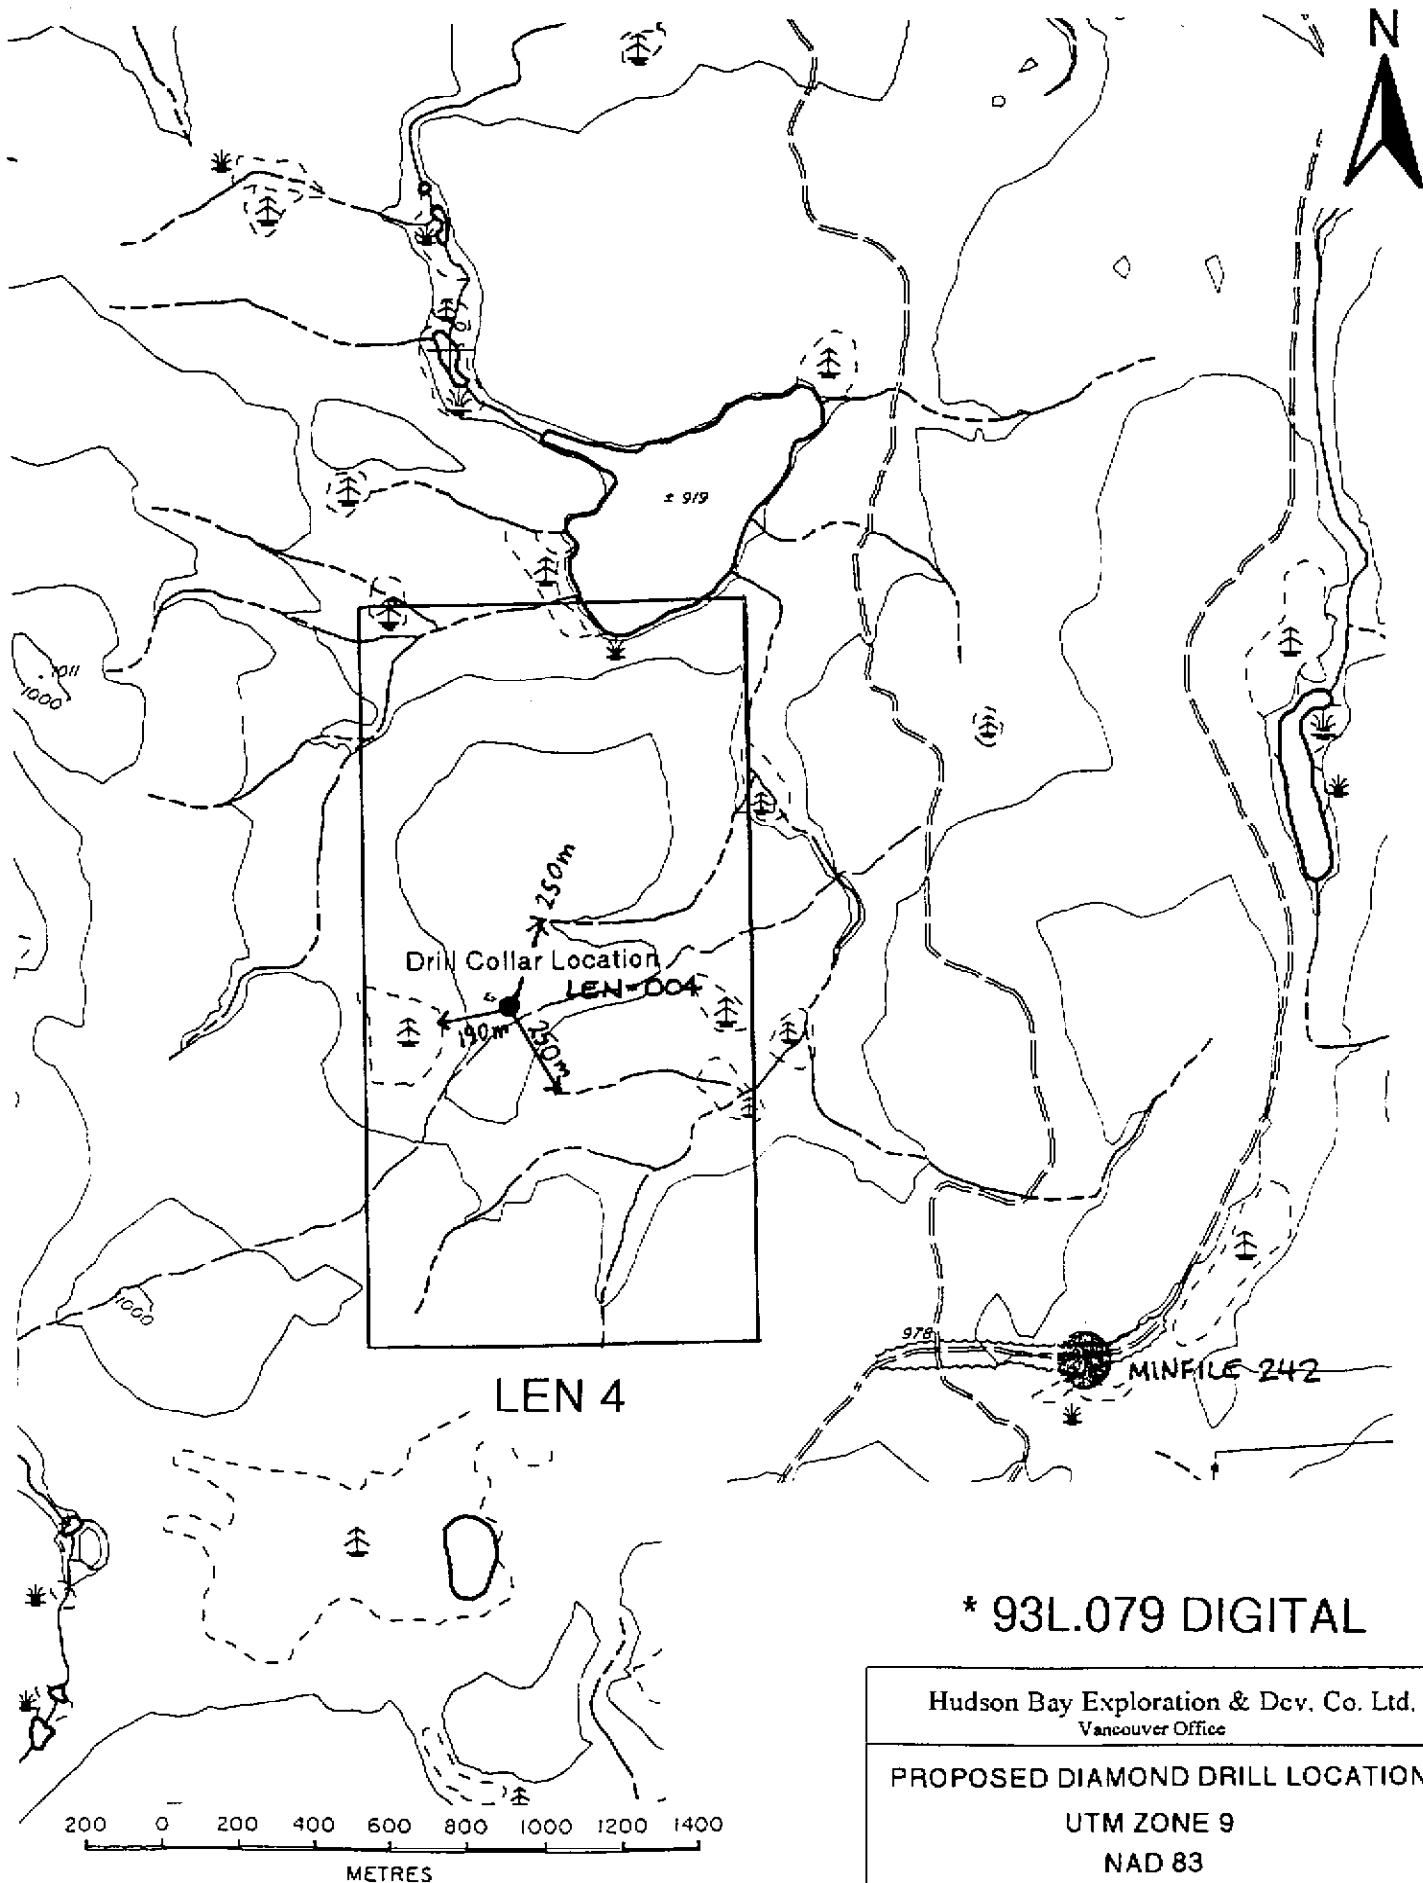 N
± 919
1011
1000
250m
Drill Collar Location
LEN-004
190m
250m
1000
978
MINFILE 242
LEN 4
* 93L.079 DIGITAL
Hudson Bay Exploration & Dev. Co. Ltd.
Vancouver Office
PROPOSED DIAMOND DRILL LOCATION
UTM ZONE 9
NAD 83
200 0 200 400 600 800 1000 1200 1400
METRES